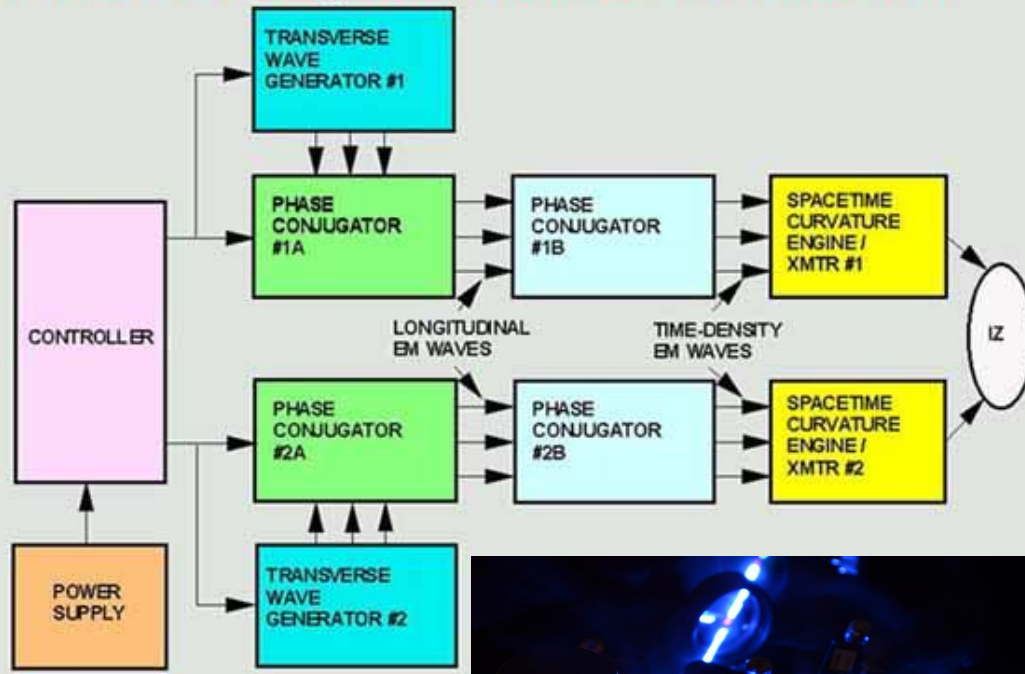 TRANSVERSE
WAVE
GENERATOR #1
PHASE
CONJUGATOR
#1A
PHASE
CONJUGATOR
#1B
SPACETIME
CURVATURE
ENGINE /
XMTR #1
CONTROLLER
LONGITUDINAL
EM WAVES
TIME-DENSITY
EM WAVES
IZ
PHASE
CONJUGATOR
#2A
PHASE
CONJUGATOR
#2B
SPACETIME
CURVATURE
ENGINE /
XMTR #2
POWER
SUPPLY
TRANSVERSE
WAVE
GENERATOR #2